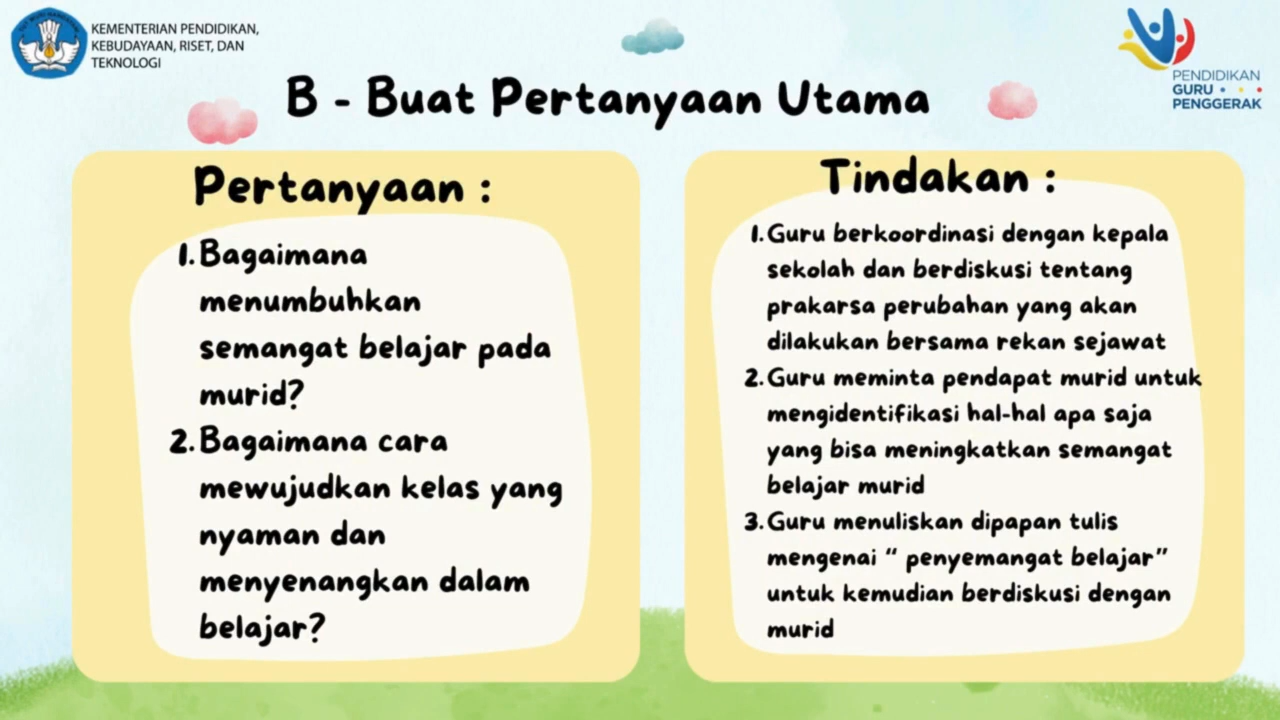 KEMENTERIAN PENDIDIKAN,
KEBUDAYAAN, RISET, DAN
TEKNOLOGI
PENDIDIKAN
GURU
PENGGERAK
B - Buat Pertanyaan Utama
Pertanyaan :
1. Bagaimana
menumbuhkan
semangat belajar pada
murid?
2. Bagaimana cara
mewujudkan kelas yang
nyaman dan
menyenangkan dalam
belajar?
Tindakan :
1. Guru berkoordinasi dengan kepala
sekolah dan berdiskusi tentang
prakarsa perubahan yang akan
dilakukan bersama rekan sejawat
2. Guru meminta pendapat murid untuk
mengidentifikasi hal-hal apa saja
yang bisa meningkatkan semangat
belajar murid
3. Guru menuliskan dipapan tulis
mengenai “ penyemangat belajar”
untuk kemudian berdiskusi dengan
murid